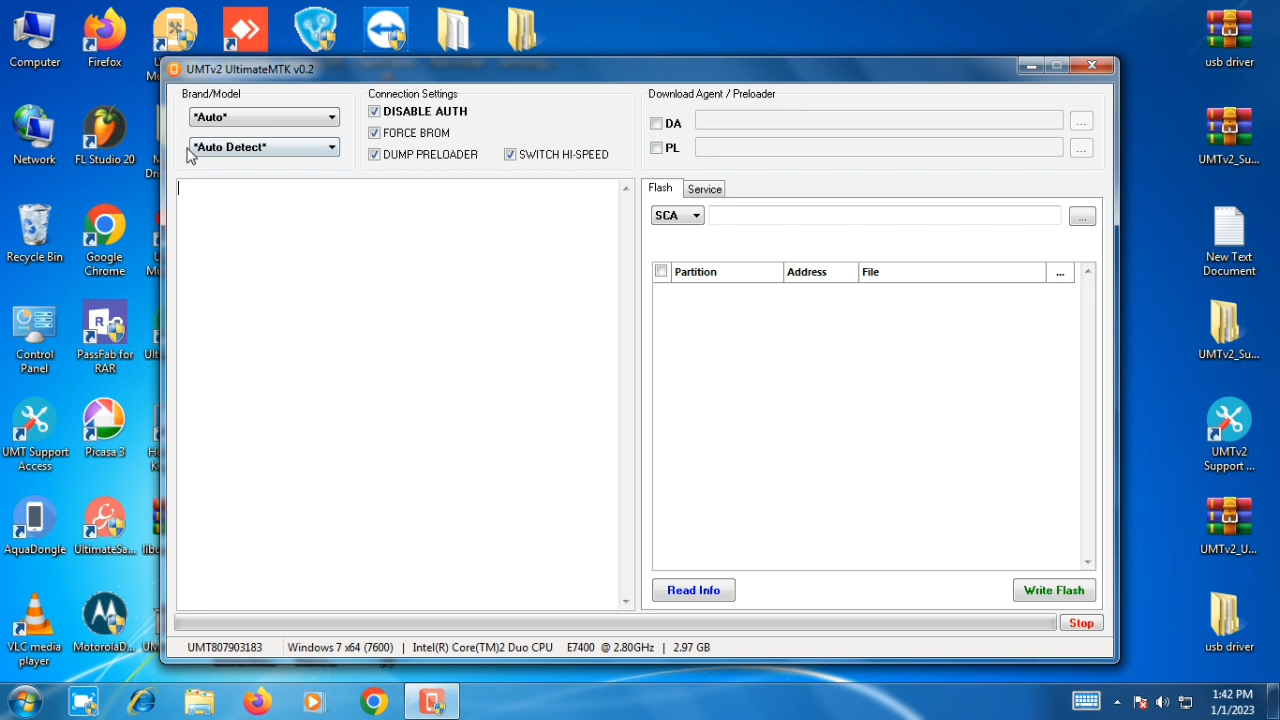 Computer
Firefox
Network
FL Studio 20
Recycle Bin
Google
Chrome
Control
Panel
PassFab for
RAR
UMT Support
Access
Picasa 3
AquaDongle
UltimateSa...
VLC media
player
MotorolaD...
UMTv2 UltimateMTK v0.2
Brand/Model
*Auto*
*Auto Detect*
Connection Settings
DISABLE AUTH
FORCE BROM
DUMP PRELOADER
SWITCH HI-SPEED
Download Agent / Preloader
DA
...
PL
...
Flash
Service
SCA
...
Partition
Address
File
...
Read Info
Write Flash
Stop
UMT807903183
Windows 7 x64 (7600) | Intel(R) Core(TM)2 Duo CPU E7400 @ 2.80GHz | 2.97 GB
usb driver
UMTv2_Su...
New Text
Document
UMTv2_Su...
UMTv2
Support ...
UMTv2_U...
usb driver
1:42 PM
1/1/2023